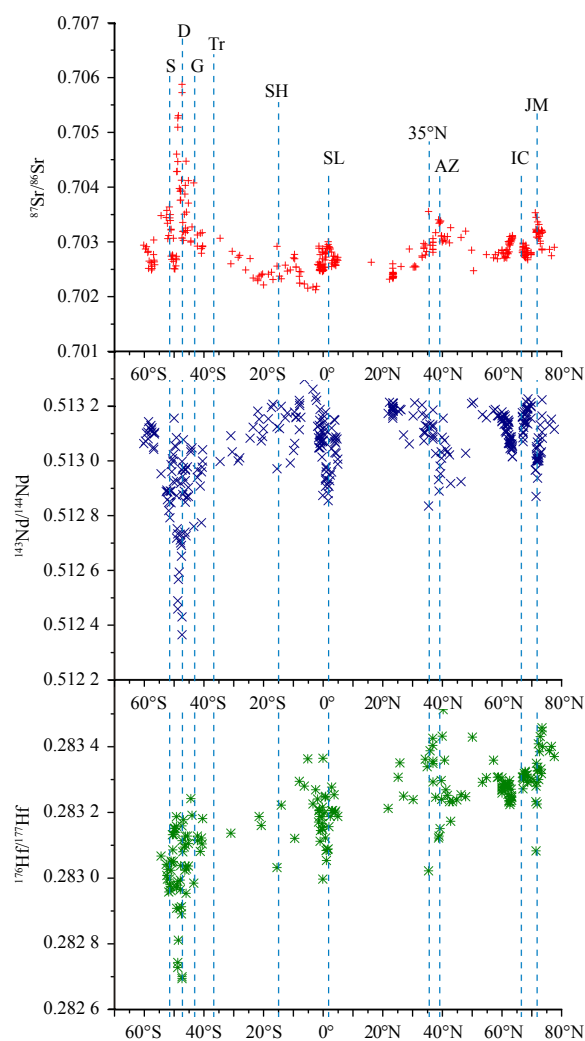 0.707
D
0.706
S
G
Tr
SH
JM
0.705
35°N
SL
AZ
IC
0.704
0.703
0.702
0.701
⁸⁷Sr/⁸⁶Sr
60°S 40°S 20°S 0° 20°N 40°N 60°N 80°N
0.513 2
0.513 0
0.512 8
0.512 6
0.512 4
0.512 2
¹⁴³Nd/¹⁴⁴Nd
60°S 40°S 20°S 0° 20°N 40°N 60°N 80°N
0.283 4
0.283 2
0.283 0
0.282 8
0.282 6
¹⁷⁶Hf/¹⁷⁷Hf
60°S 40°S 20°S 0° 20°N 40°N 60°N 80°N